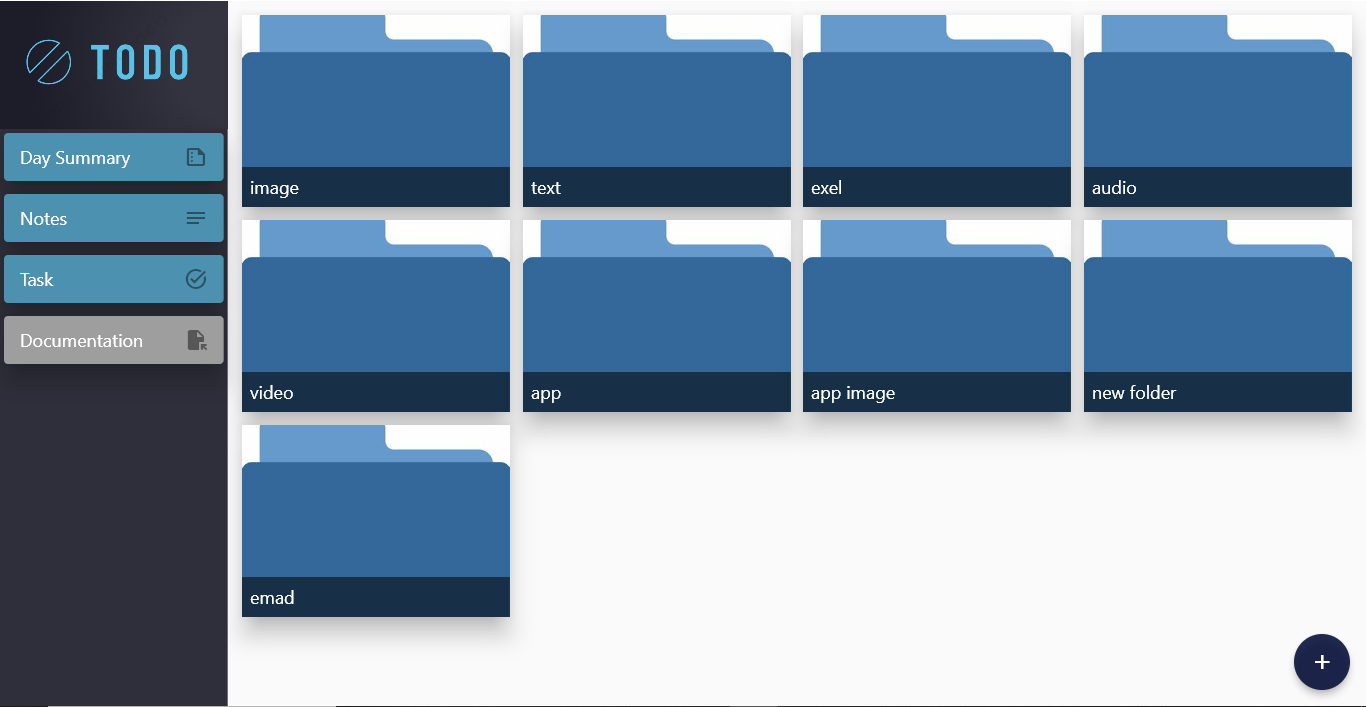 TODO
Day Summary
Notes
Task
Documentation
image
text
exel
audio
video
app
app image
new folder
emad
+